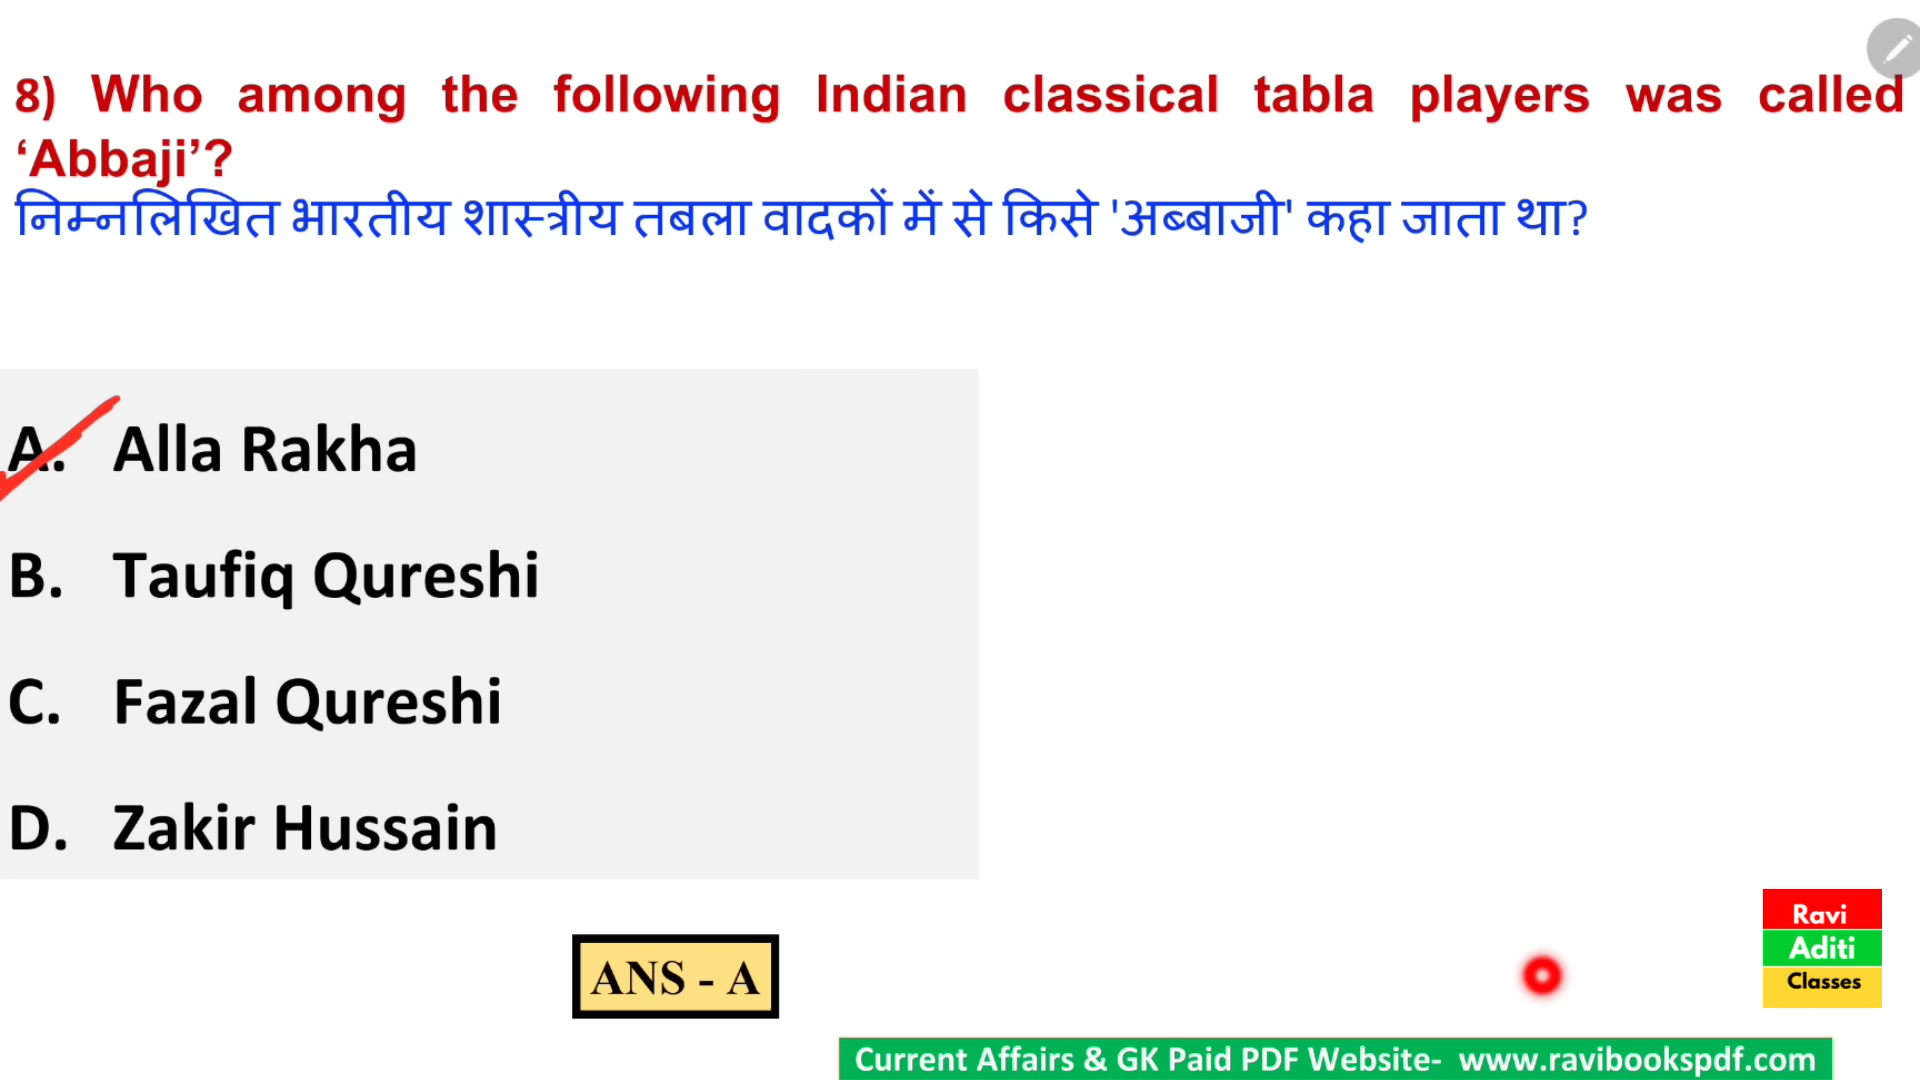 8) Who among the following Indian classical tabla players was called
‘Abbaji’?
निम्नलिखित भारतीय शास्त्रीय तबला वादकों में से किसे 'अब्बाजी' कहा जाता था?
A. Alla Rakha
B. Taufiq Qureshi
C. Fazal Qureshi
D. Zakir Hussain
ANS - A
Ravi
Aditi
Classes
Current Affairs & GK Paid PDF Website- www.ravibookspdf.com